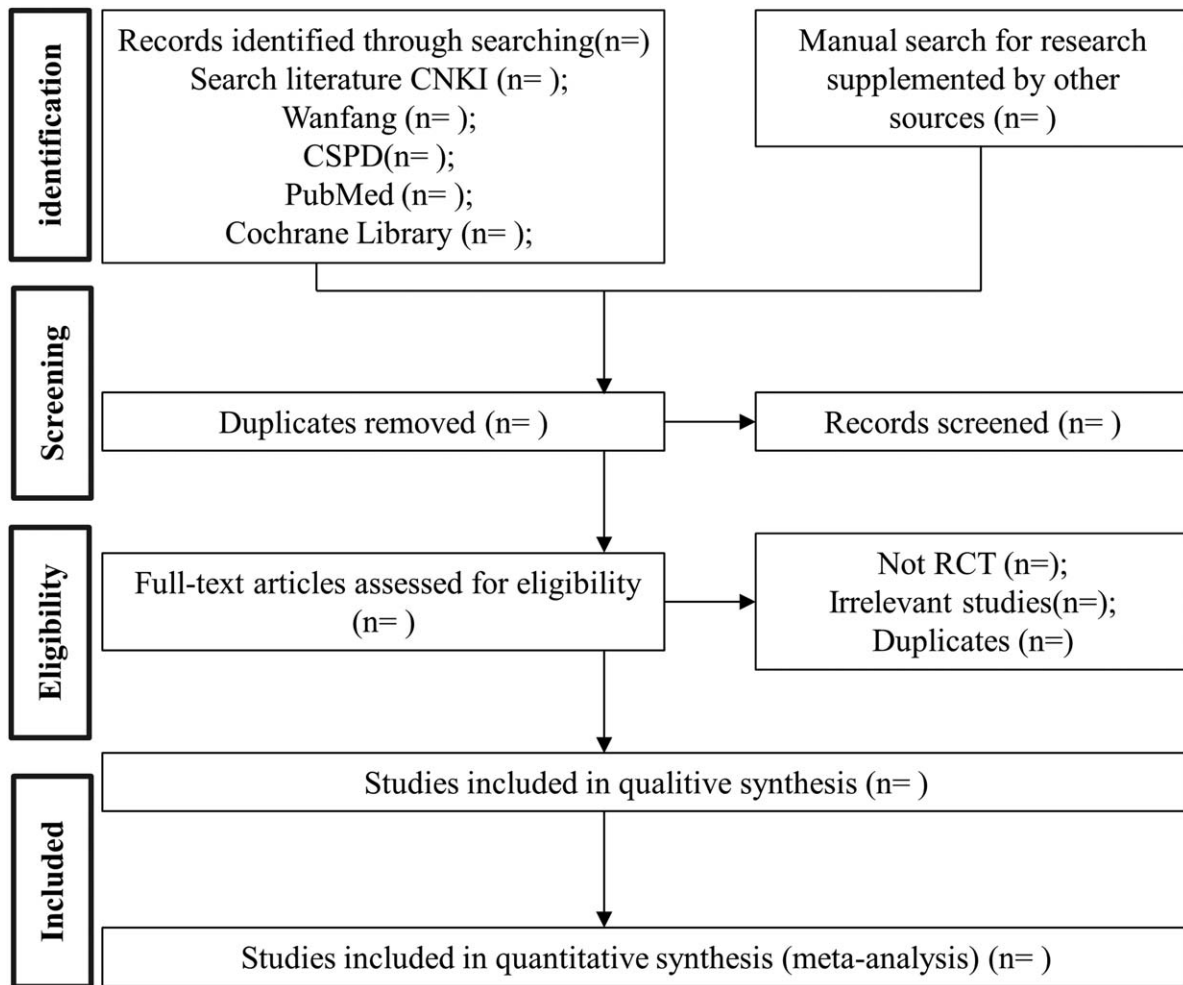 identification
Records identified through searching(n=)
Search literature CNKI (n= );
Wanfang (n= );
CSPD(n= );
PubMed (n= );
Cochrane Library (n= );
Manual search for research
supplemented by other
sources (n= )
Screening
Duplicates removed (n= )
Records screened (n= )
Eligibility
Full-text articles assessed for eligibility
(n= )
Not RCT (n=);
Irrelevant studies(n=);
Duplicates (n=)
Included
Studies included in qualitive synthesis (n= )
Studies included in quantitative synthesis (meta-analysis) (n= )